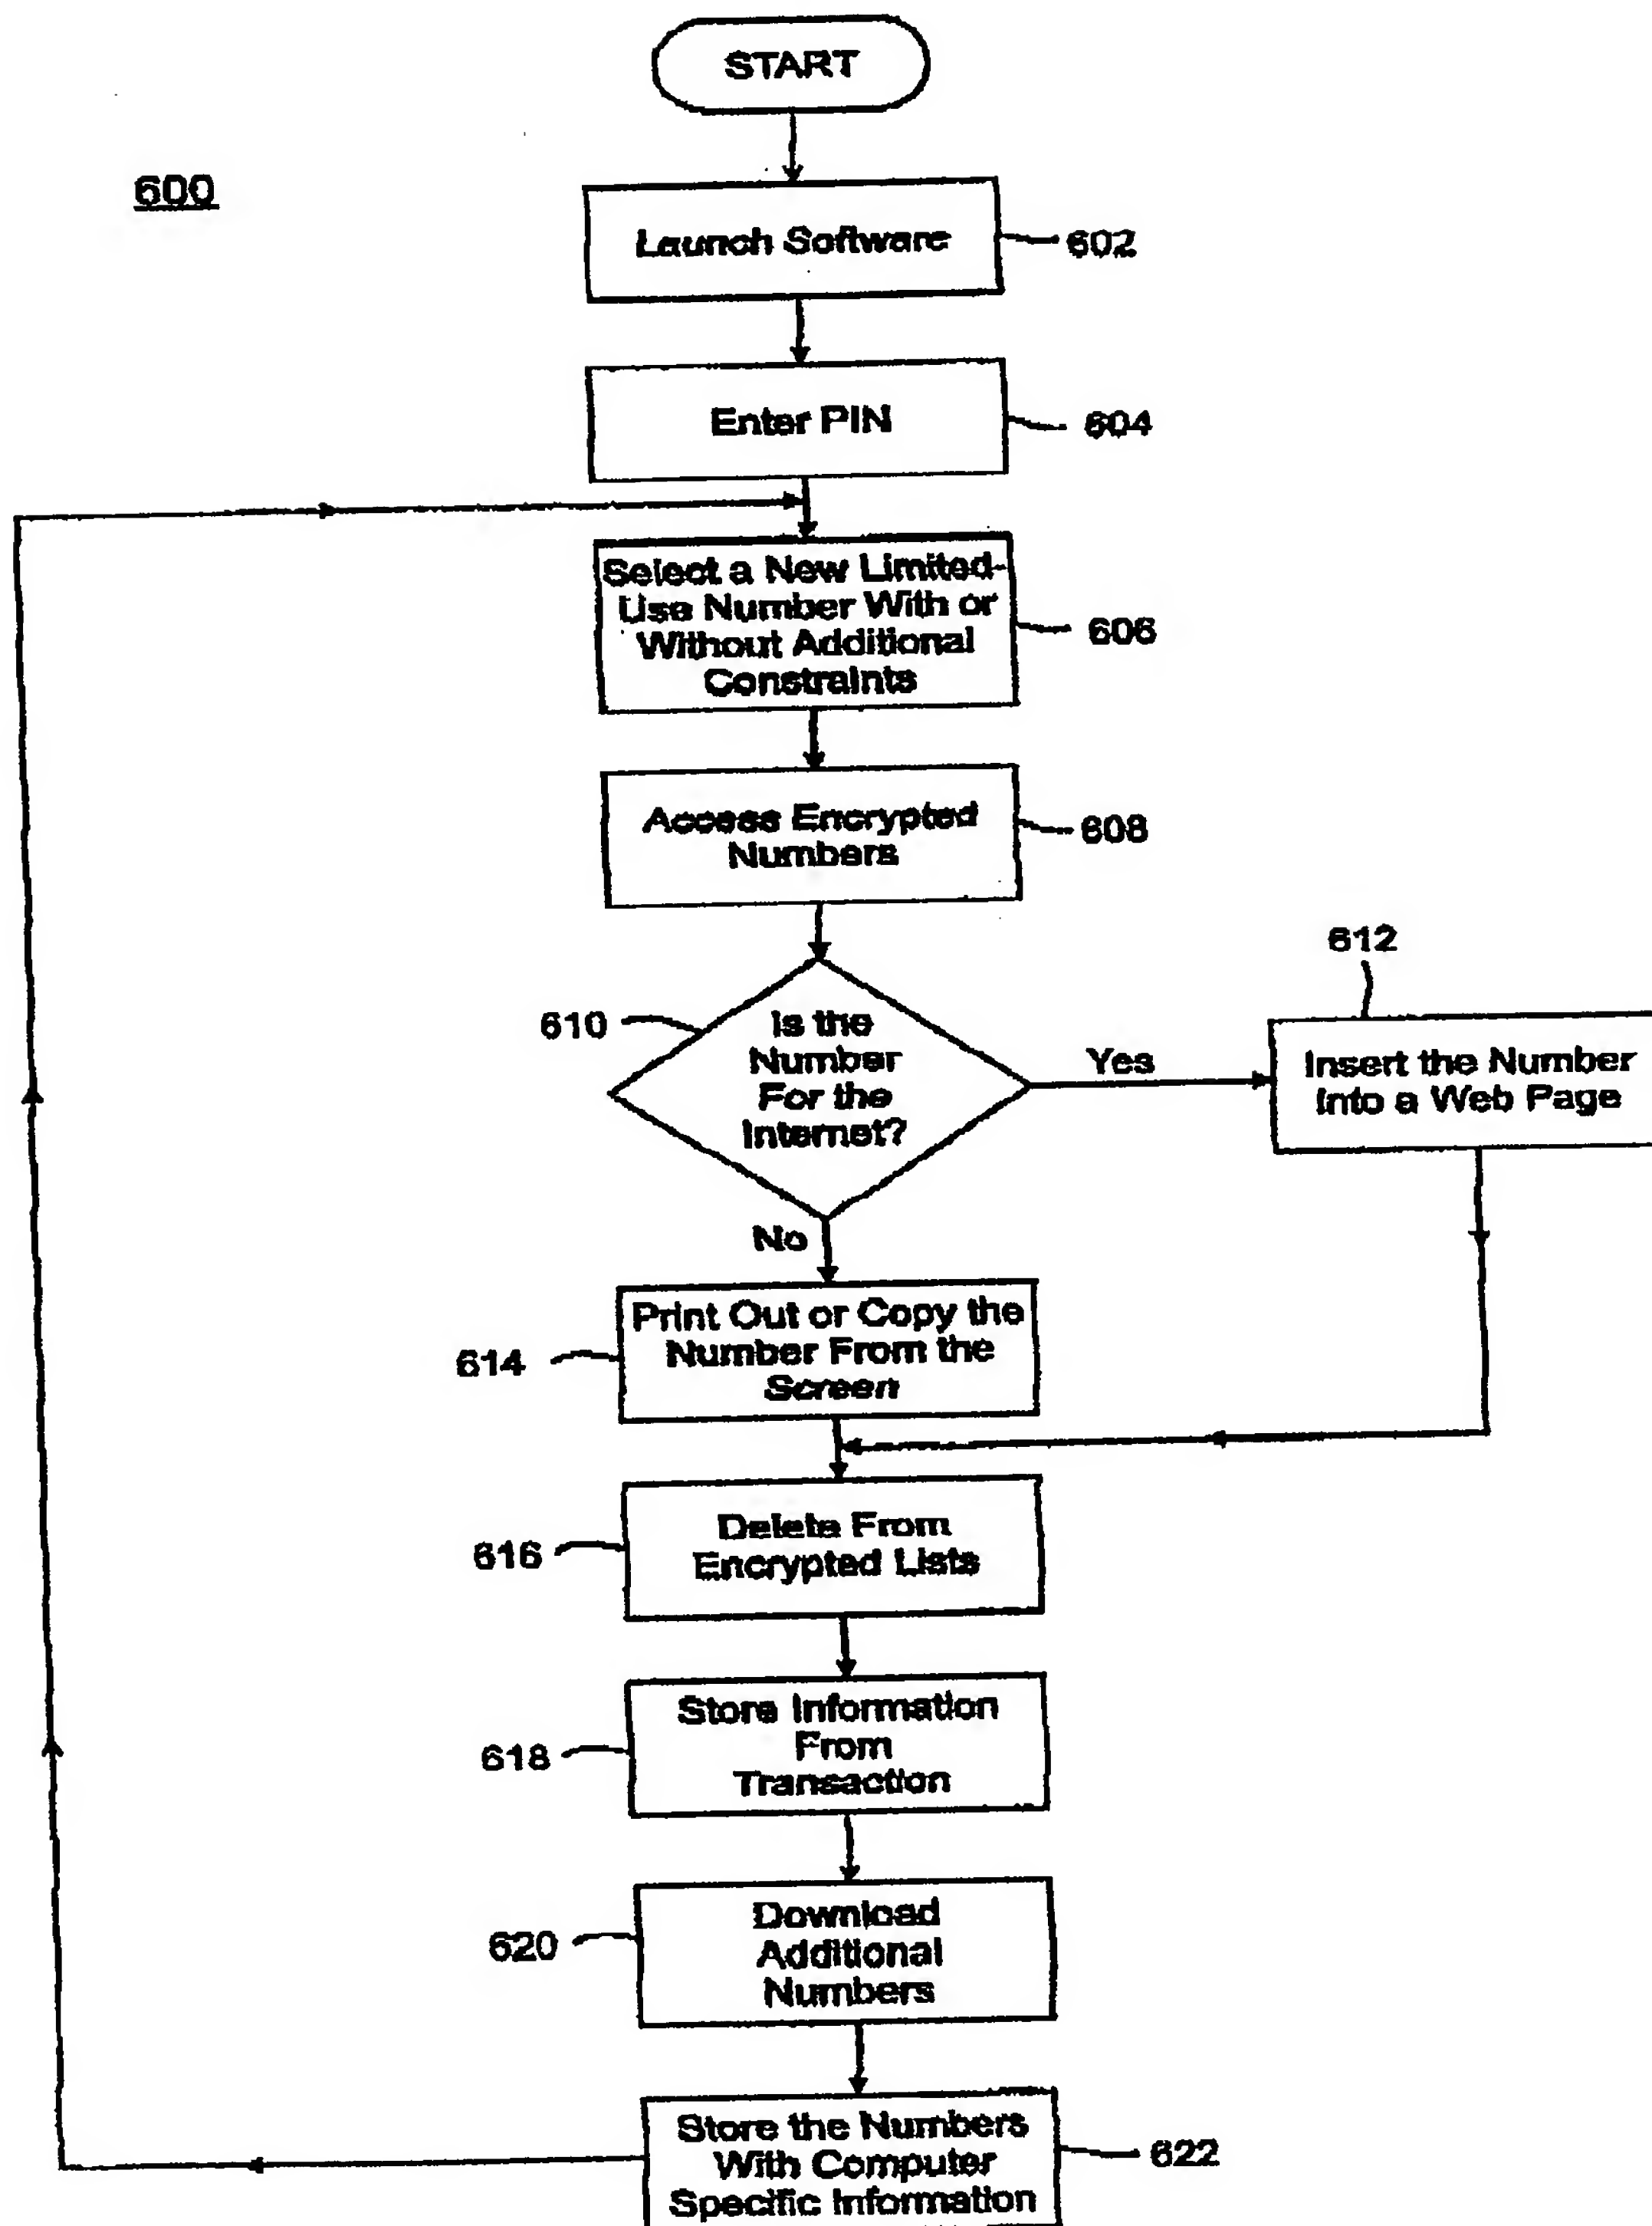 START
600
Launch Software
602
Enter PIN
604
Select a New Limited-
Use Number With or
Without Additional
Constraints
606
Access Encrypted
Numbers
608
612
610
Is the
Number
For the
Internet?
Yes
Insert the Number
Into a Web Page
No
Print Out or Copy the
Number From the
Screen
614
Delete From
Encrypted Lists
616
Store Information
From
Transaction
618
Download
Additional
Numbers
620
Store the Numbers
With Computer
Specific Information
622